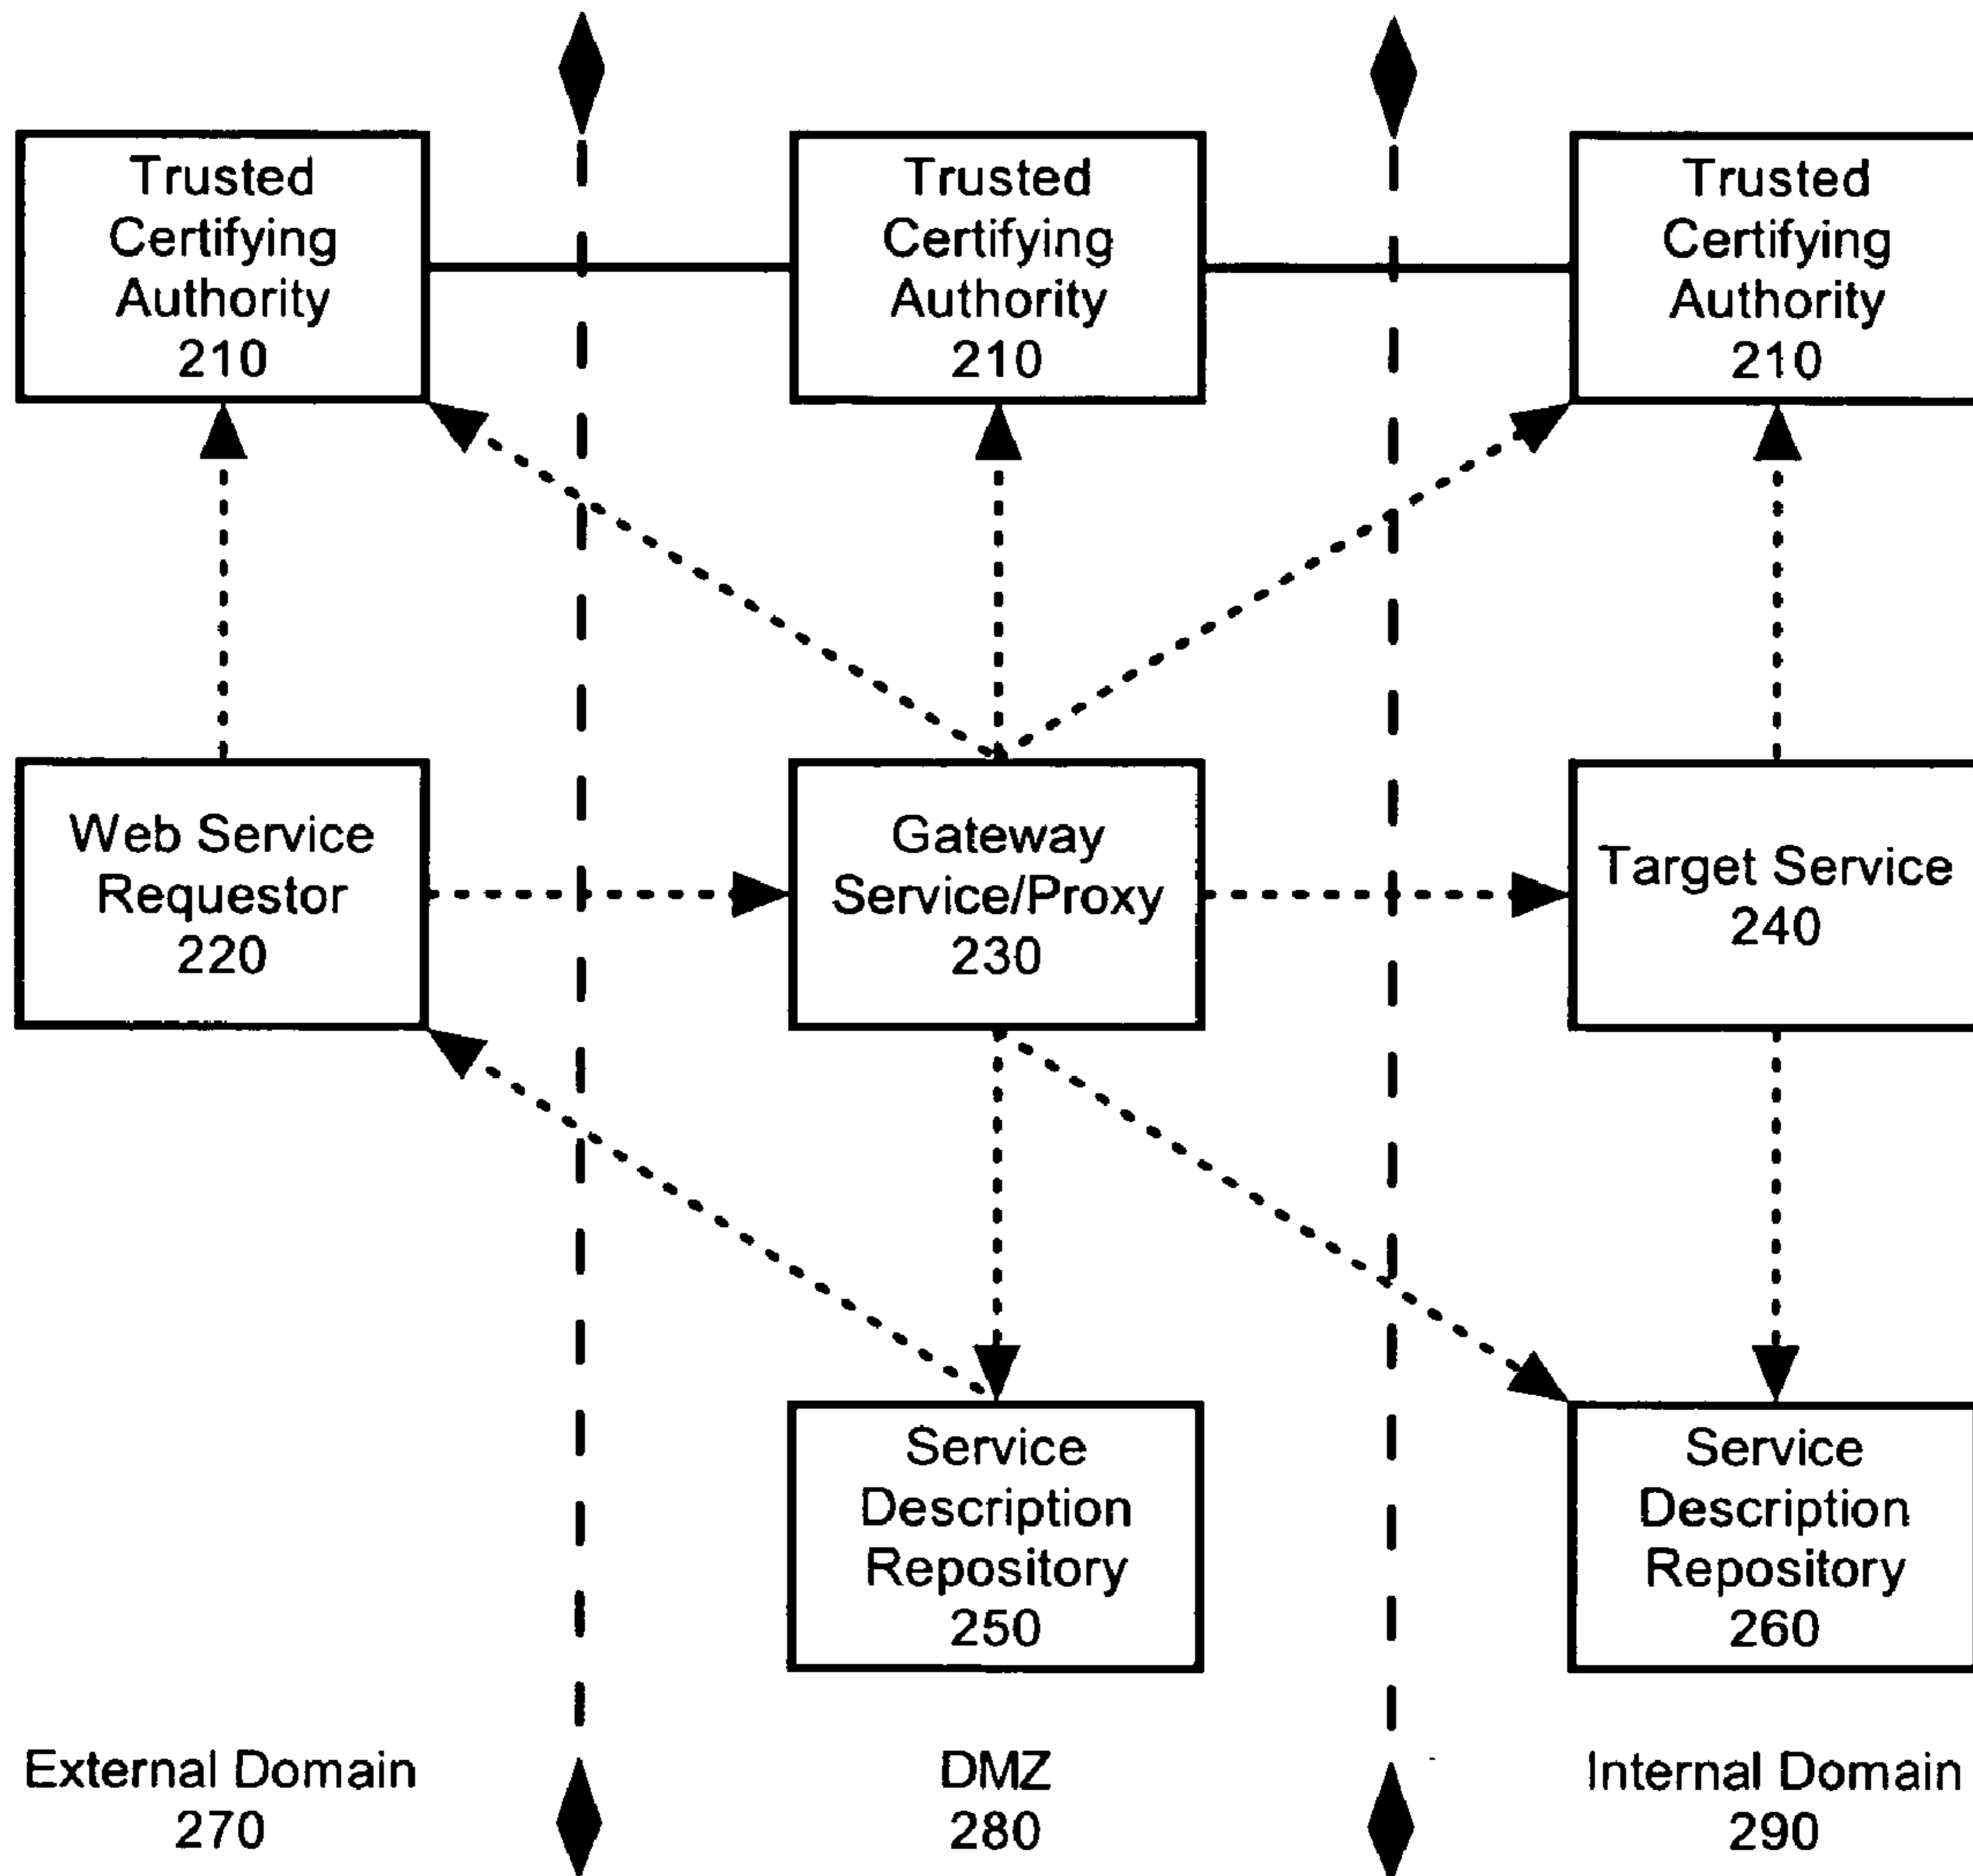 Trusted
Certifying
Authority
210
Trusted
Certifying
Authority
210
Trusted
Certifying
Authority
210
Web Service
Requestor
220
Gateway
Service/Proxy
230
Target Service
240
Service
Description
Repository
250
Service
Description
Repository
260
External Domain
270
DMZ
280
Internal Domain
290